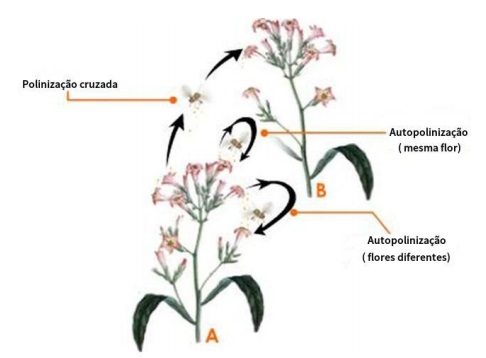 Polinização cruzada
Autopolinização
( mesma flor)
B
Autopolinização
( flores diferentes)
A